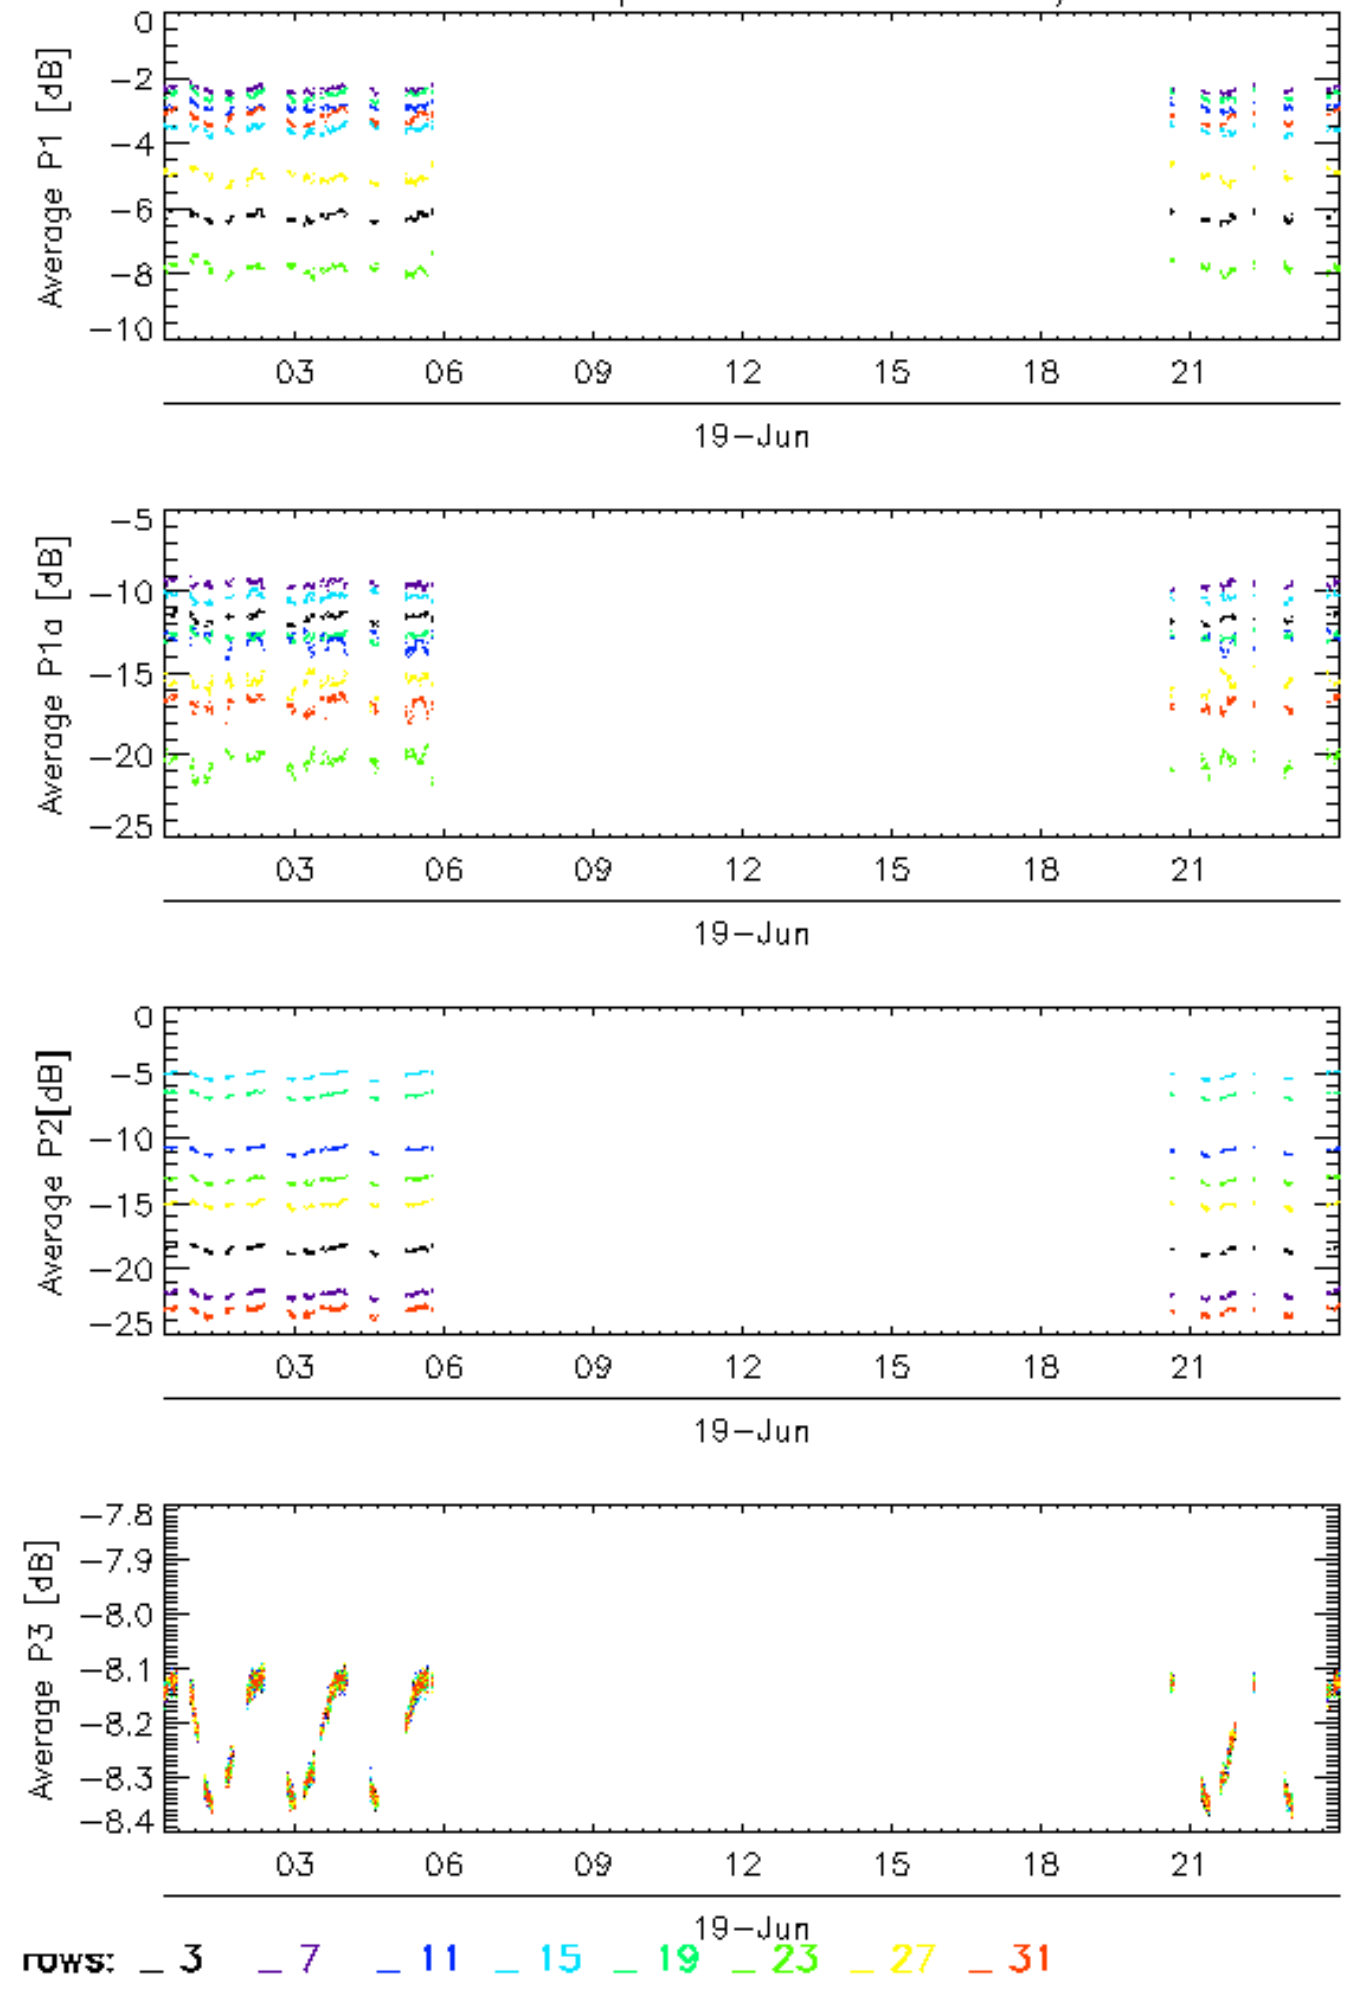 Average P1 [dB]
0
−2
−4
−6
−8
−10
03 06 09 12 15 18 21
19−Jun
Average P1a [dB]
−5
−10
−15
−20
−25
03 06 09 12 15 18 21
19−Jun
Average P2[dB]
0
−5
−10
−15
−20
−25
03 06 09 12 15 18 21
19−Jun
Average P3 [dB]
−7.8
−7.9
−8.0
−8.1
−8.2
−8.3
−8.4
03 06 09 12 15 18 21
19−Jun
rows: _ 3 _ 7 _ 11 _ 15 _ 19 _ 23 _ 27 _ 31